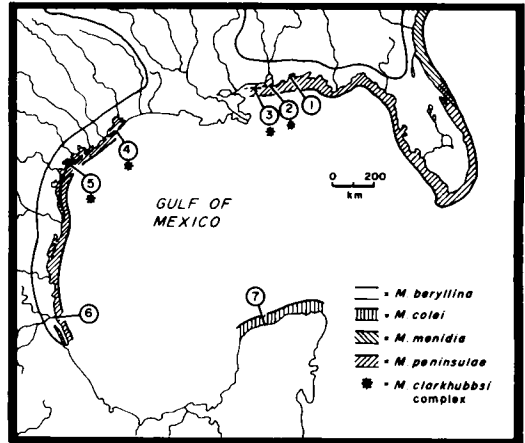 1
2
3
4
5
6
7
0 200
km
GULF OF
MEXICO
= M. beryllina
= M. colei
= M. menidia
= M. peninsulae
= M. clarkhubbsi
complex